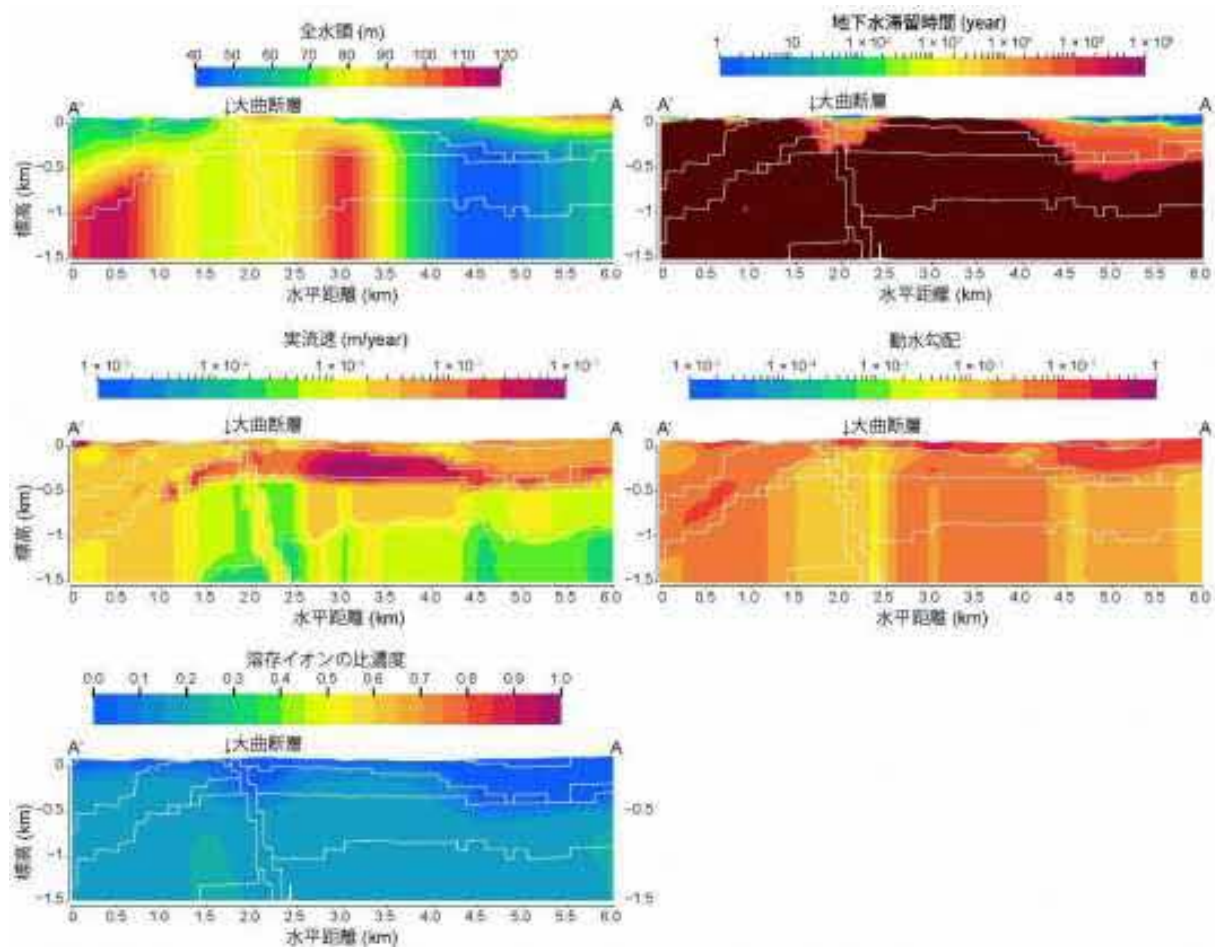 全水頭 (m)
40 50 60 70 80 90 100 110 120
A' ↓大曲断層 A
0
−0.5
−1
−1.5
標高 (km)
0 0.5 1.0 1.5 2.0 2.5 3.0 3.5 4.0 4.5 5.0 5.5 6.0
水平距離 (km)
地下水滞留時間 (year)
1 10
A' ↓大曲断層 A
0
−0.5
−1
−1.5
標高 (km)
0 0.5 1.0 1.5 2.0 2.5 3.0 3.5 4.0 4.5 5.0 5.5 6.0
水平距離 (km)
実流速 (m/year)
A' ↓大曲断層 A
0
−0.5
−1
−1.5
標高 (km)
0 0.5 1.0 1.5 2.0 2.5 3.0 3.5 4.0 4.5 5.0 5.5 6.0
水平距離 (km)
動水勾配
1
A' ↓大曲断層 A
0
−0.5
−1
−1.5
標高 (km)
0 0.5 1.0 1.5 2.0 2.5 3.0 3.5 4.0 4.5 5.0 5.5 6.0
水平距離 (km)
溶存イオンの比濃度
0.0 0.1 0.2 0.3 0.4 0.5 0.6 0.7 0.8 0.9 1.0
A' ↓大曲断層 A
0 0
−0.5 −0.5
−1 −1
−1.5 −1.5
標高 (km)
0 0.5 1.0 1.5 2.0 2.5 3.0 3.5 4.0 4.5 5.0 5.5 6.0
水平距離 (km)